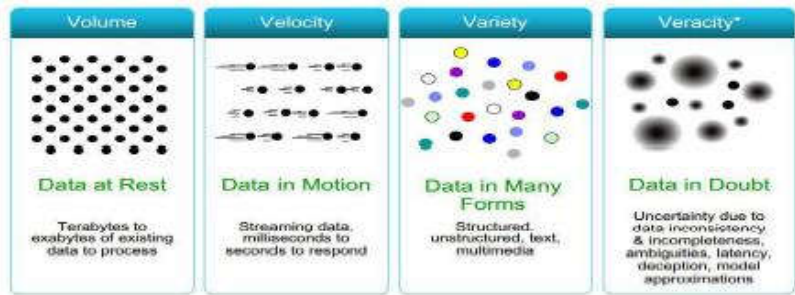 Volume
Velocity
Variety
Veracity*
Data at Rest
Terabytes to
exabytes of existing
data to process
Data in Motion
Streaming data,
milliseconds to
seconds to respond
Data in Many
Forms
Structured,
unstructured, text,
multimedia
Data in Doubt
Uncertainty due to
data inconsistency
& incompleteness,
ambiguities, latency,
deception, model
approximations